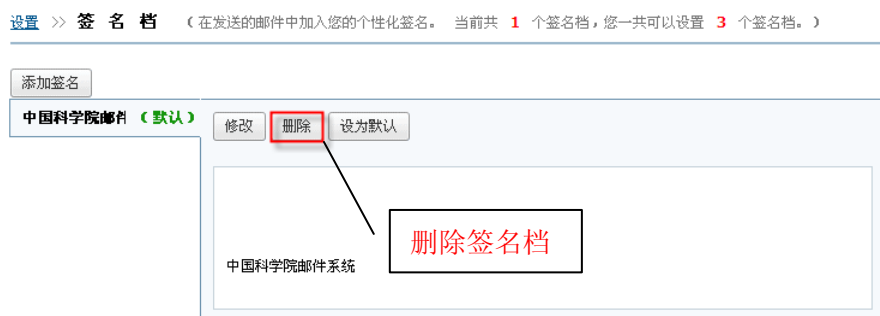 设置 >> 签 名 档 （在发送的邮件中加入您的个性化签名。 当前共 1 个签名档，您一共可以设置 3 个签名档。）
添加签名
中国科学院邮件 （默认）
修改 删除 设为默认
删除签名档
中国科学院邮件系统